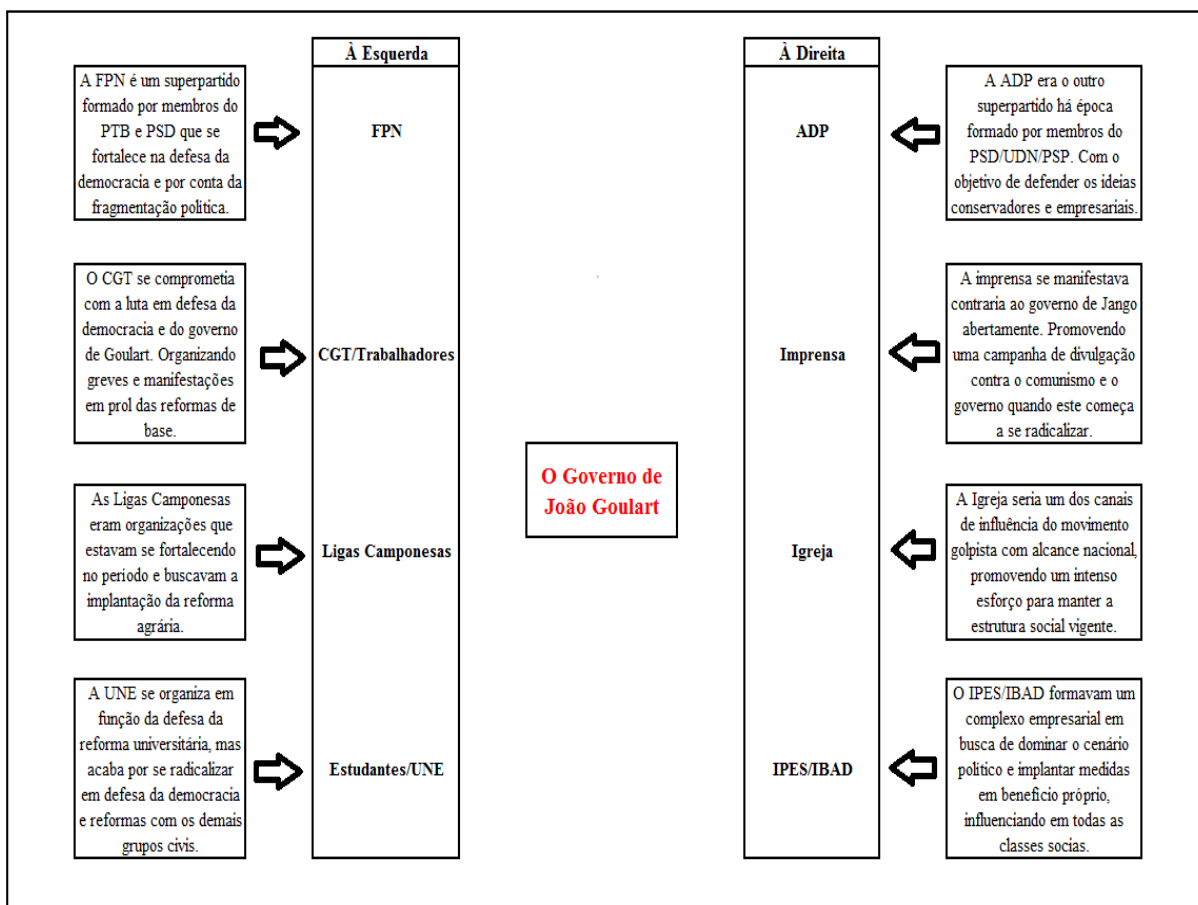 À Esquerda
A FPN é um superpartido
formado por membros do
PTB e PSD que se
fortalece na defesa da
democracia e por conta da
fragmentação política.
FPN
O CGT se comprometia
com a luta em defesa da
democracia e do governo
de Goulart. Organizando
greves e manifestações
em prol das reformas de
base.
CGT/Trabalhadores
As Ligas Camponesas
eram organizações que
estavam se fortalecendo
no período e buscavam a
implantação da reforma
agrária.
Ligas Camponesas
A UNE se organiza em
função da defesa da
reforma universitária, mas
acaba por se radicalizar
em defesa da democracia
e reformas com os demais
grupos civis.
Estudantes/UNE
O Governo de
João Goulart
À Direita
ADP
A ADP era o outro
superpartido há época
formado por membros do
PSD/UDN/PSP. Com o
objetivo de defender os ideias
conservadores e empresariais.
Imprensa
A imprensa se manifestava
contraria ao governo de Jango
abertamente. Promovendo
uma campanha de divulgação
contra o comunismo e o
governo quando este começa
a se radicalizar.
Igreja
A Igreja seria um dos canais
de influência do movimento
golpista com alcance nacional,
promovendo um intenso
esforço para manter a
estrutura social vigente.
IPES/IBAD
O IPES/IBAD formavam um
complexo empresarial em
busca de dominar o cenário
político e implantar medidas
em benefício próprio,
influenciando em todas as
classes socias.